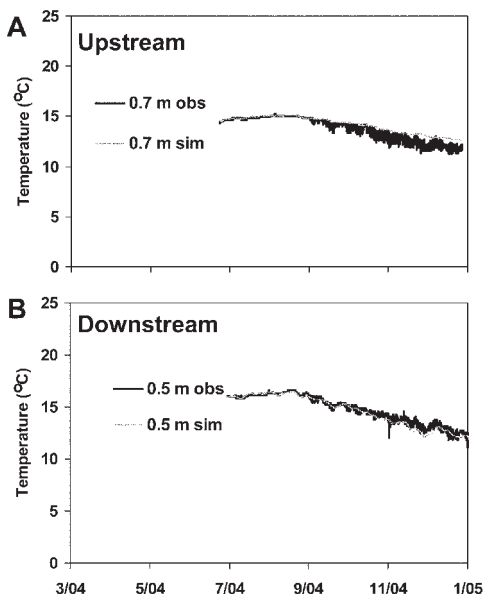 A
Upstream
25
20
15
10
5
0
Temperature (°C)
0.7 m obs
0.7 m sim
B
Downstream
25
20
15
10
5
0
Temperature (°C)
0.5 m obs
0.5 m sim
3/04 5/04 7/04 9/04 11/04 1/05